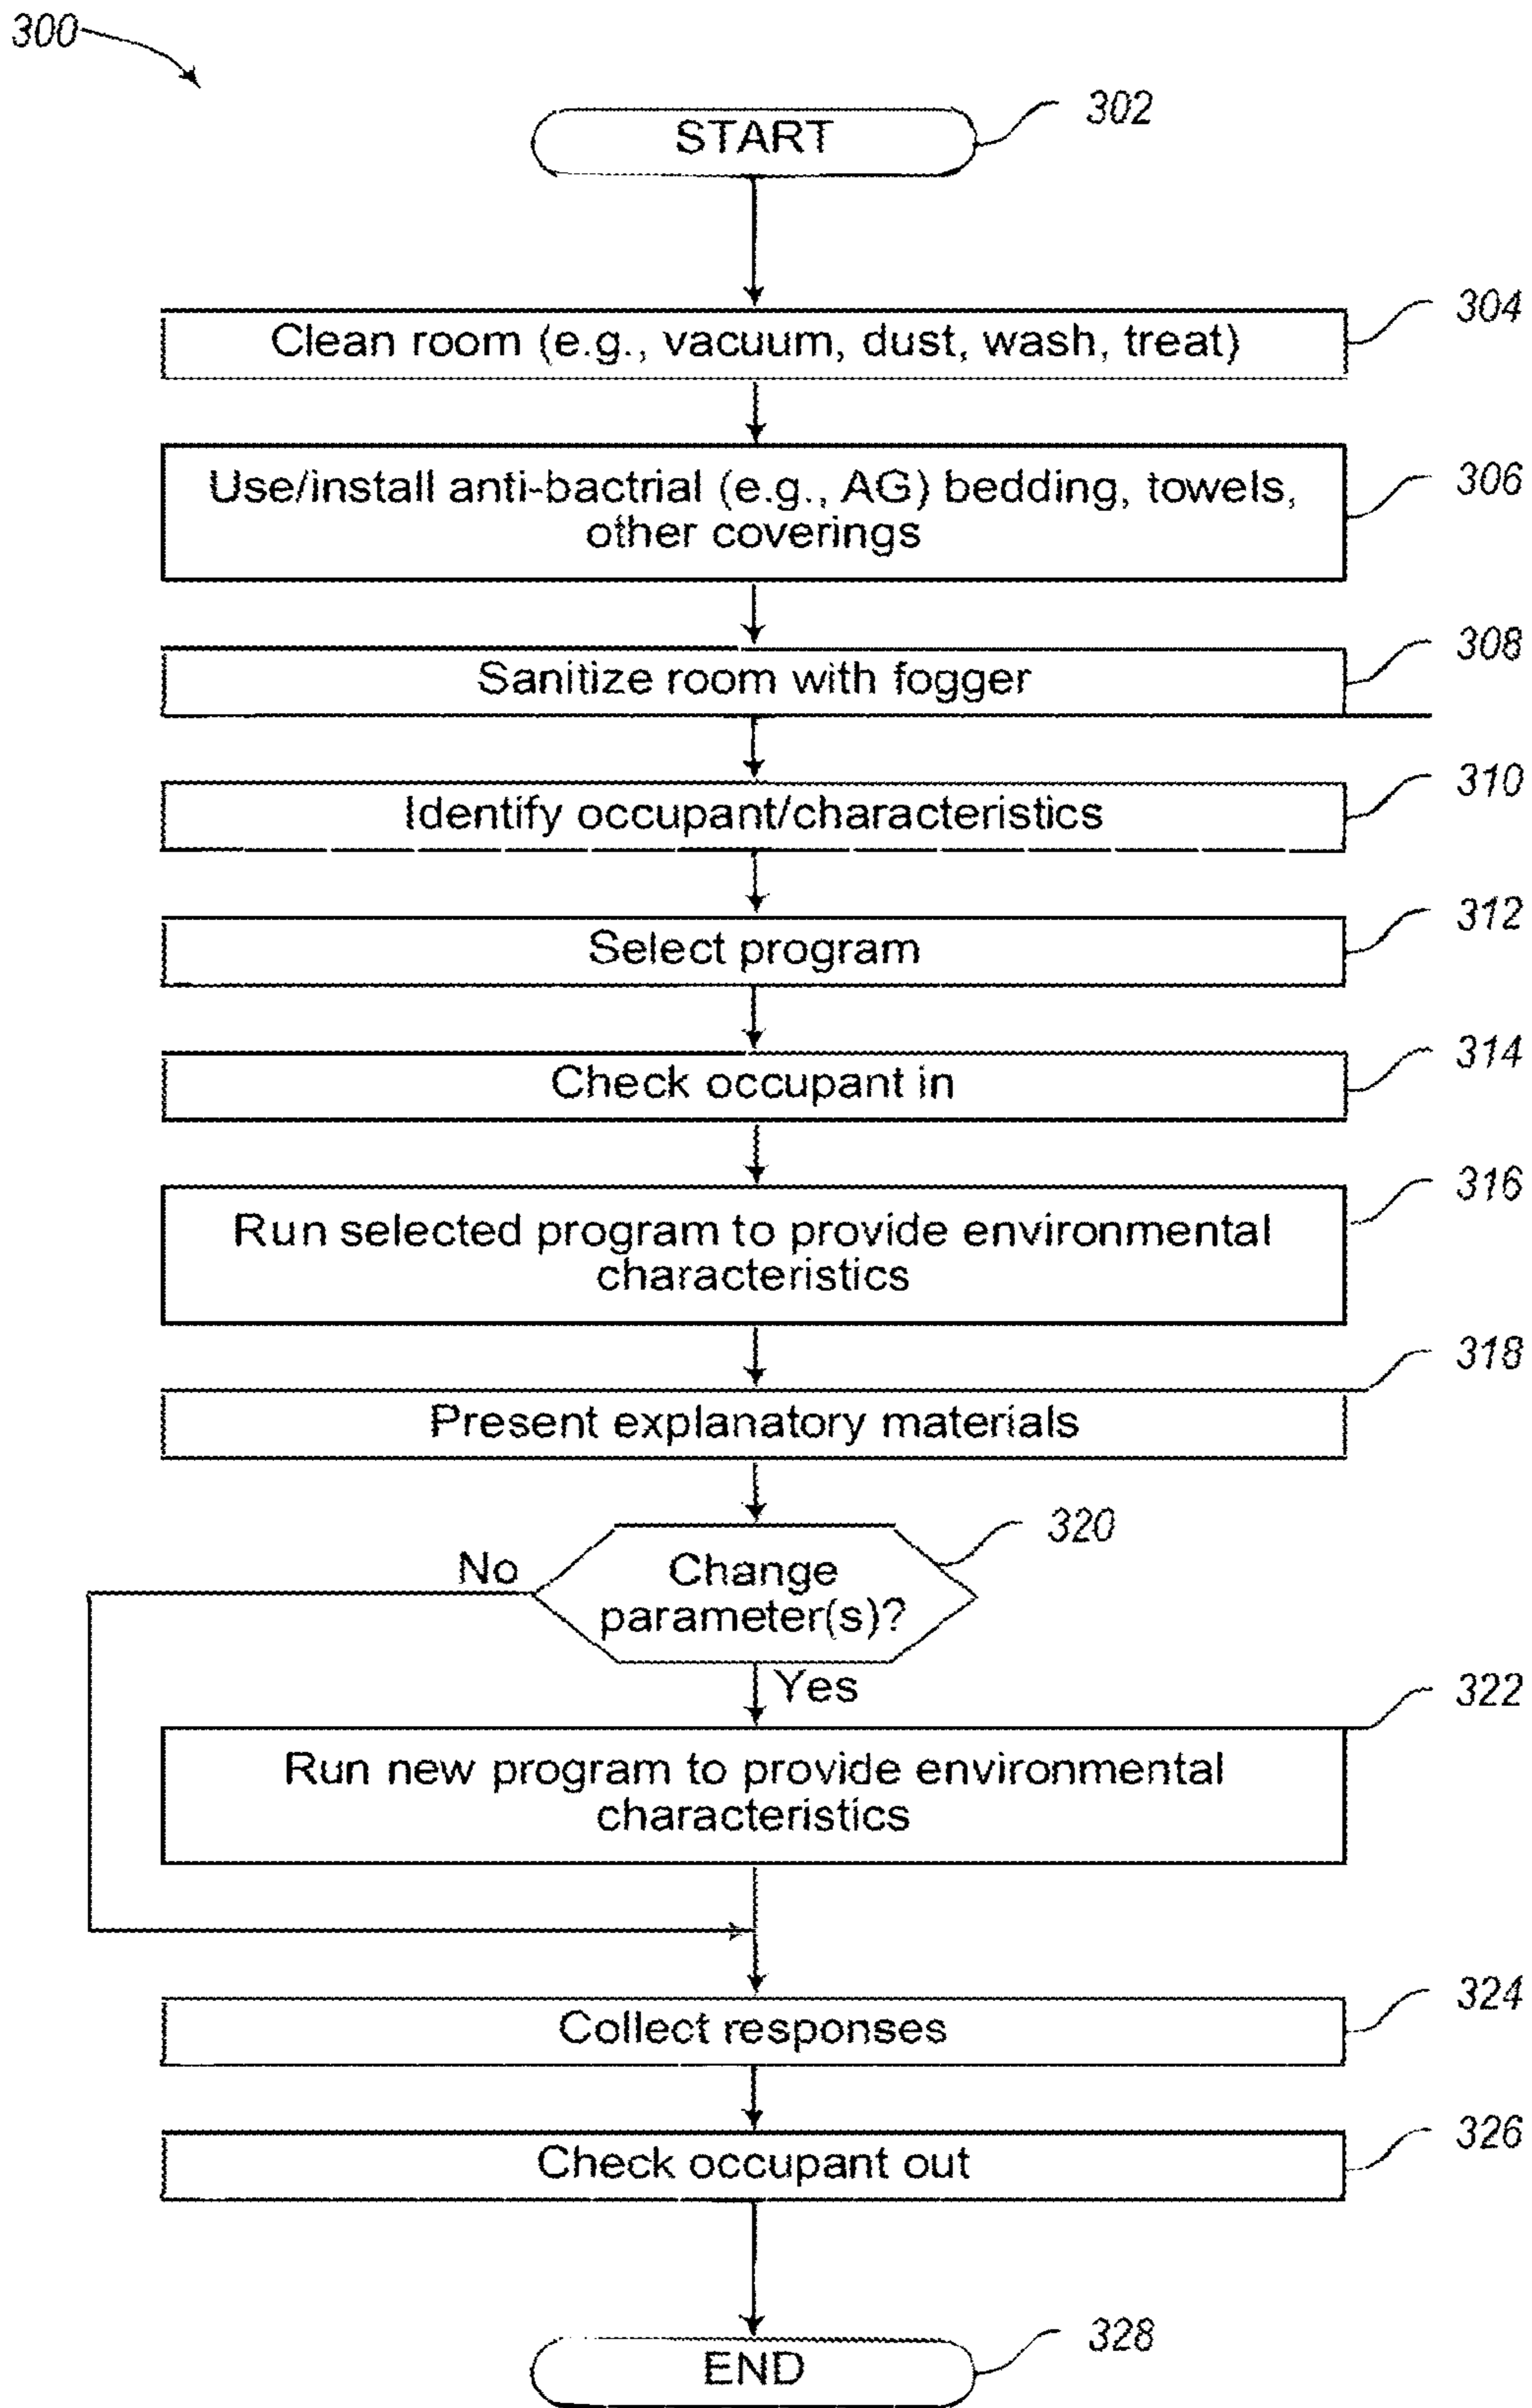 300
START
302
Clean room (e.g., vacuum, dust, wash, treat)
304
Use/install anti-bactrial (e.g., AG) bedding, towels,
other coverings
306
Sanitize room with fogger
308
Identify occupant/characteristics
310
Select program
312
Check occupant in
314
Run selected program to provide environmental
characteristics
316
Present explanatory materials
318
Change
parameter(s)?
320
No
Yes
Run new program to provide environmental
characteristics
322
Collect responses
324
Check occupant out
326
END
328